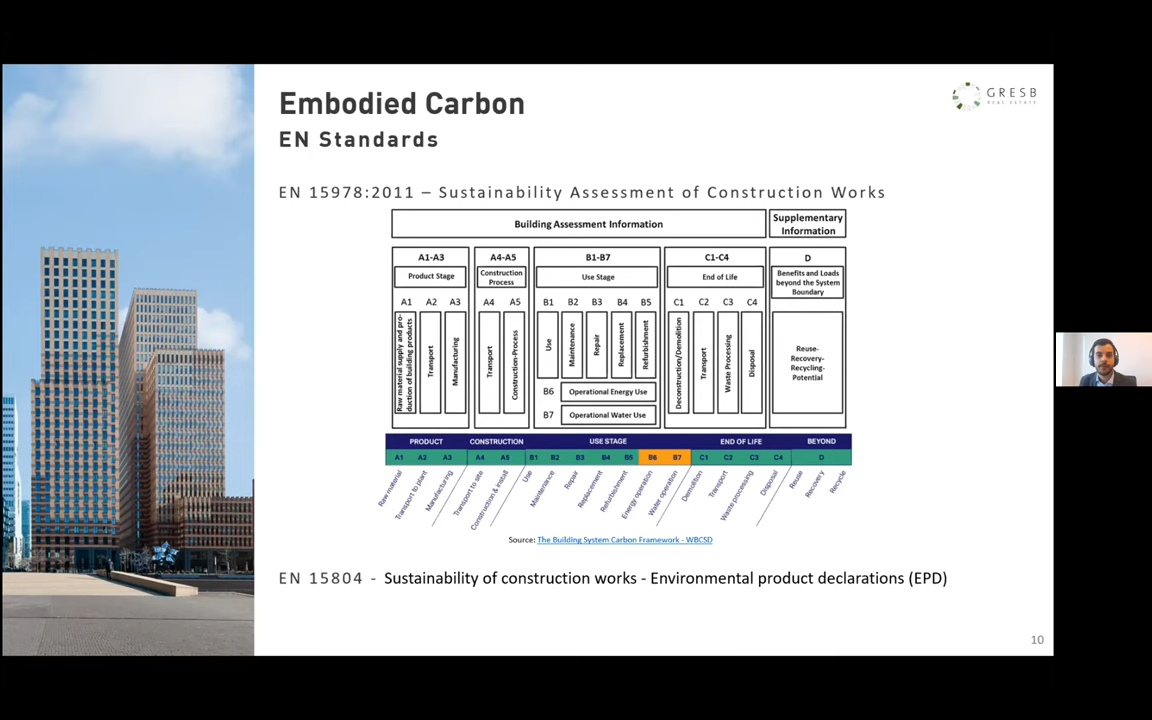 Embodied Carbon
GRESB
REAL ESTATE
EN Standards
EN 15978:2011 – Sustainability Assessment of Construction Works
Building Assessment Information
Supplementary
Information
A1-A3
Product Stage
A4-A5
Construction
Process
B1-B7
Use Stage
C1-C4
End of Life
D
Benefits and Loads
beyond the System
Boundary
A1 A2 A3 A4 A5 B1 B2 B3 B4 B5 C1 C2 C3 C4
Raw material supply and pro-
duction of building products
Transport
Manufacturing
Transport
Construction-Process
Use
Maintenance
Repair
Replacement
Refurbishment
B6 Operational Energy Use
B7 Operational Water Use
Deconstruction/Demolition
Transport
Waste Processing
Disposal
Reuse-
Recovery-
Recycling-
Potential
PRODUCT CONSTRUCTION USE STAGE END OF LIFE BEYOND
A1 A2 A3 A4 A5 B1 B2 B3 B4 B5 B6 B7 C1 C2 C3 C4 D
Raw material
Transport to plant
Manufacturing
Transport to site
Construction & Install
Use
Maintenance
Repair
Replacement
Refurbishment
Energy operation
Water operation
Demolition
Transport
Waste processing
Disposal
Reuse
Recovery
Recycle
Source: The Building System Carbon Framework - WBCSD
EN 15804 - Sustainability of construction works - Environmental product declarations (EPD)
10